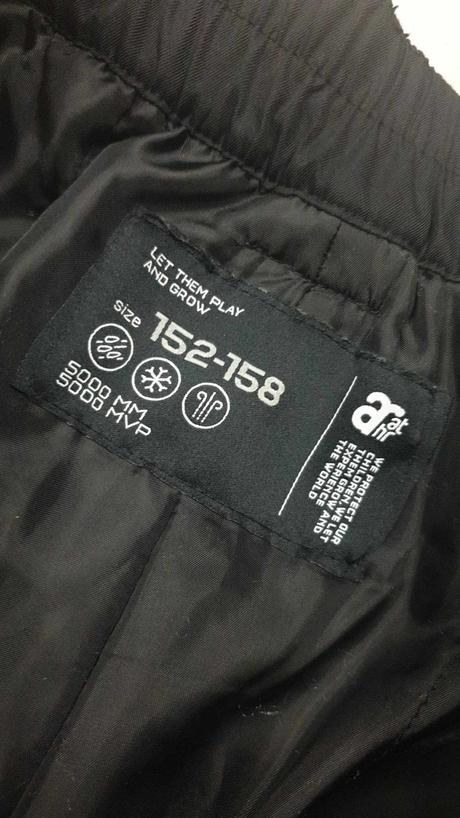 LET THEM PLAY
AND GROW
size 152-158
5000 MM
5000 MVP
WE PROTECT OUR
CHILDREN, WE LET
THEM GROW AND
EXPERIENCE
THE WORLD